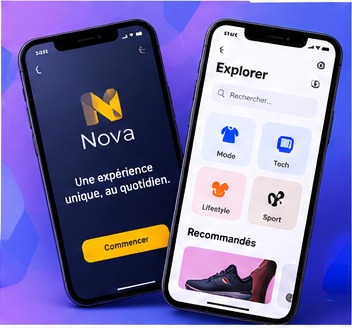 Nova
Une expérience
unique, au quotidien.
Commencer
Explorer
Rechercher...
Mode
Tech
Lifestyle
Sport
Recommandés